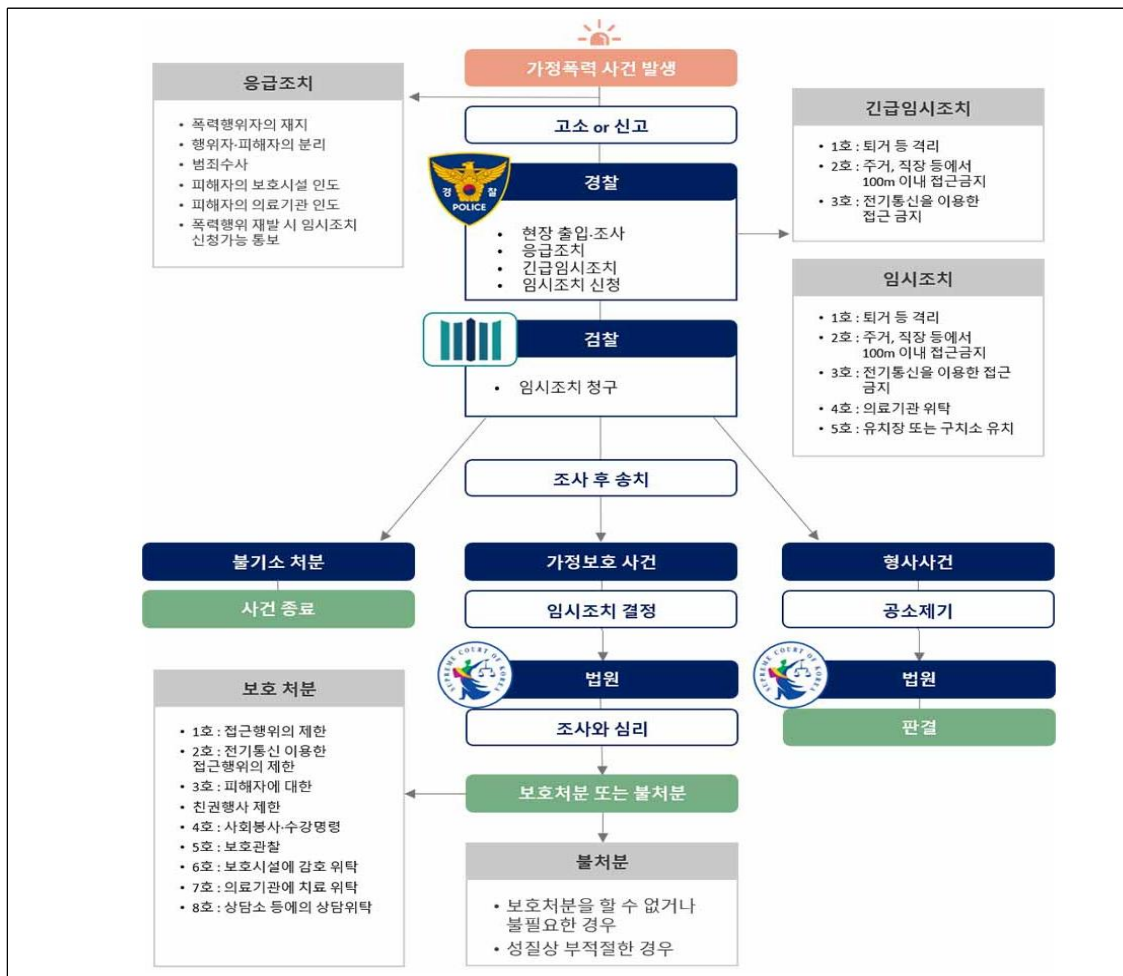 가정폭력 사건 발생
응급조치
• 폭력행위자의 재지
• 행위자·피해자의 분리
• 범죄수사
• 피해자의 보호시설 인도
• 피해자의 의료기관 인도
• 폭력행위 재발 시 임시조치
신청가능 통보
고소 or 신고
경찰
POLICE
경찰
• 현장 출입·조사
• 응급조치
• 긴급임시조치
• 임시조치 신청
긴급임시조치
• 1호 : 퇴거 등 격리
• 2호 : 주거, 직장 등에서
100m 이내 접근금지
• 3호 : 전기통신을 이용한
접근 금지
임시조치
• 1호 : 퇴거 등 격리
• 2호 : 주거, 직장 등에서
100m 이내 접근금지
• 3호 : 전기통신을 이용한 접근
금지
• 4호 : 의료기관 위탁
• 5호 : 유치장 또는 구치소 유치
검찰
• 임시조치 청구
조사 후 송치
불기소 처분
사건 종료
가정보호 사건
임시조치 결정
SUPREME COURT OF KOREA
법원
조사와 심리
보호처분 또는 불처분
형사사건
공소제기
SUPREME COURT OF KOREA
법원
판결
보호 처분
• 1호 : 접근행위의 제한
• 2호 : 전기통신 이용한
접근행위의 제한
• 3호 : 피해자에 대한
• 친권행사 제한
• 4호 : 사회봉사·수강명령
• 5호 : 보호관찰
• 6호 : 보호시설에 감호 위탁
• 7호 : 의료기관에 치료 위탁
• 8호 : 상담소 등에의 상담위탁
불처분
• 보호처분을 할 수 없거나
불필요한 경우
• 성질상 부적절한 경우